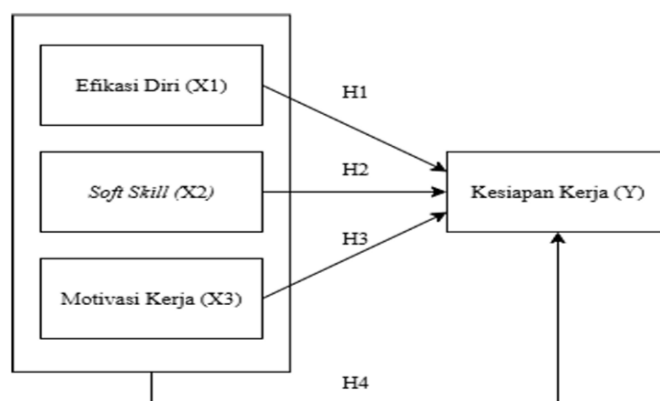 Efikasi Diri (X1)
H1
Soft Skill (X2)
H2
Kesiapan Kerja (Y)
H3
Motivasi Kerja (X3)
H4